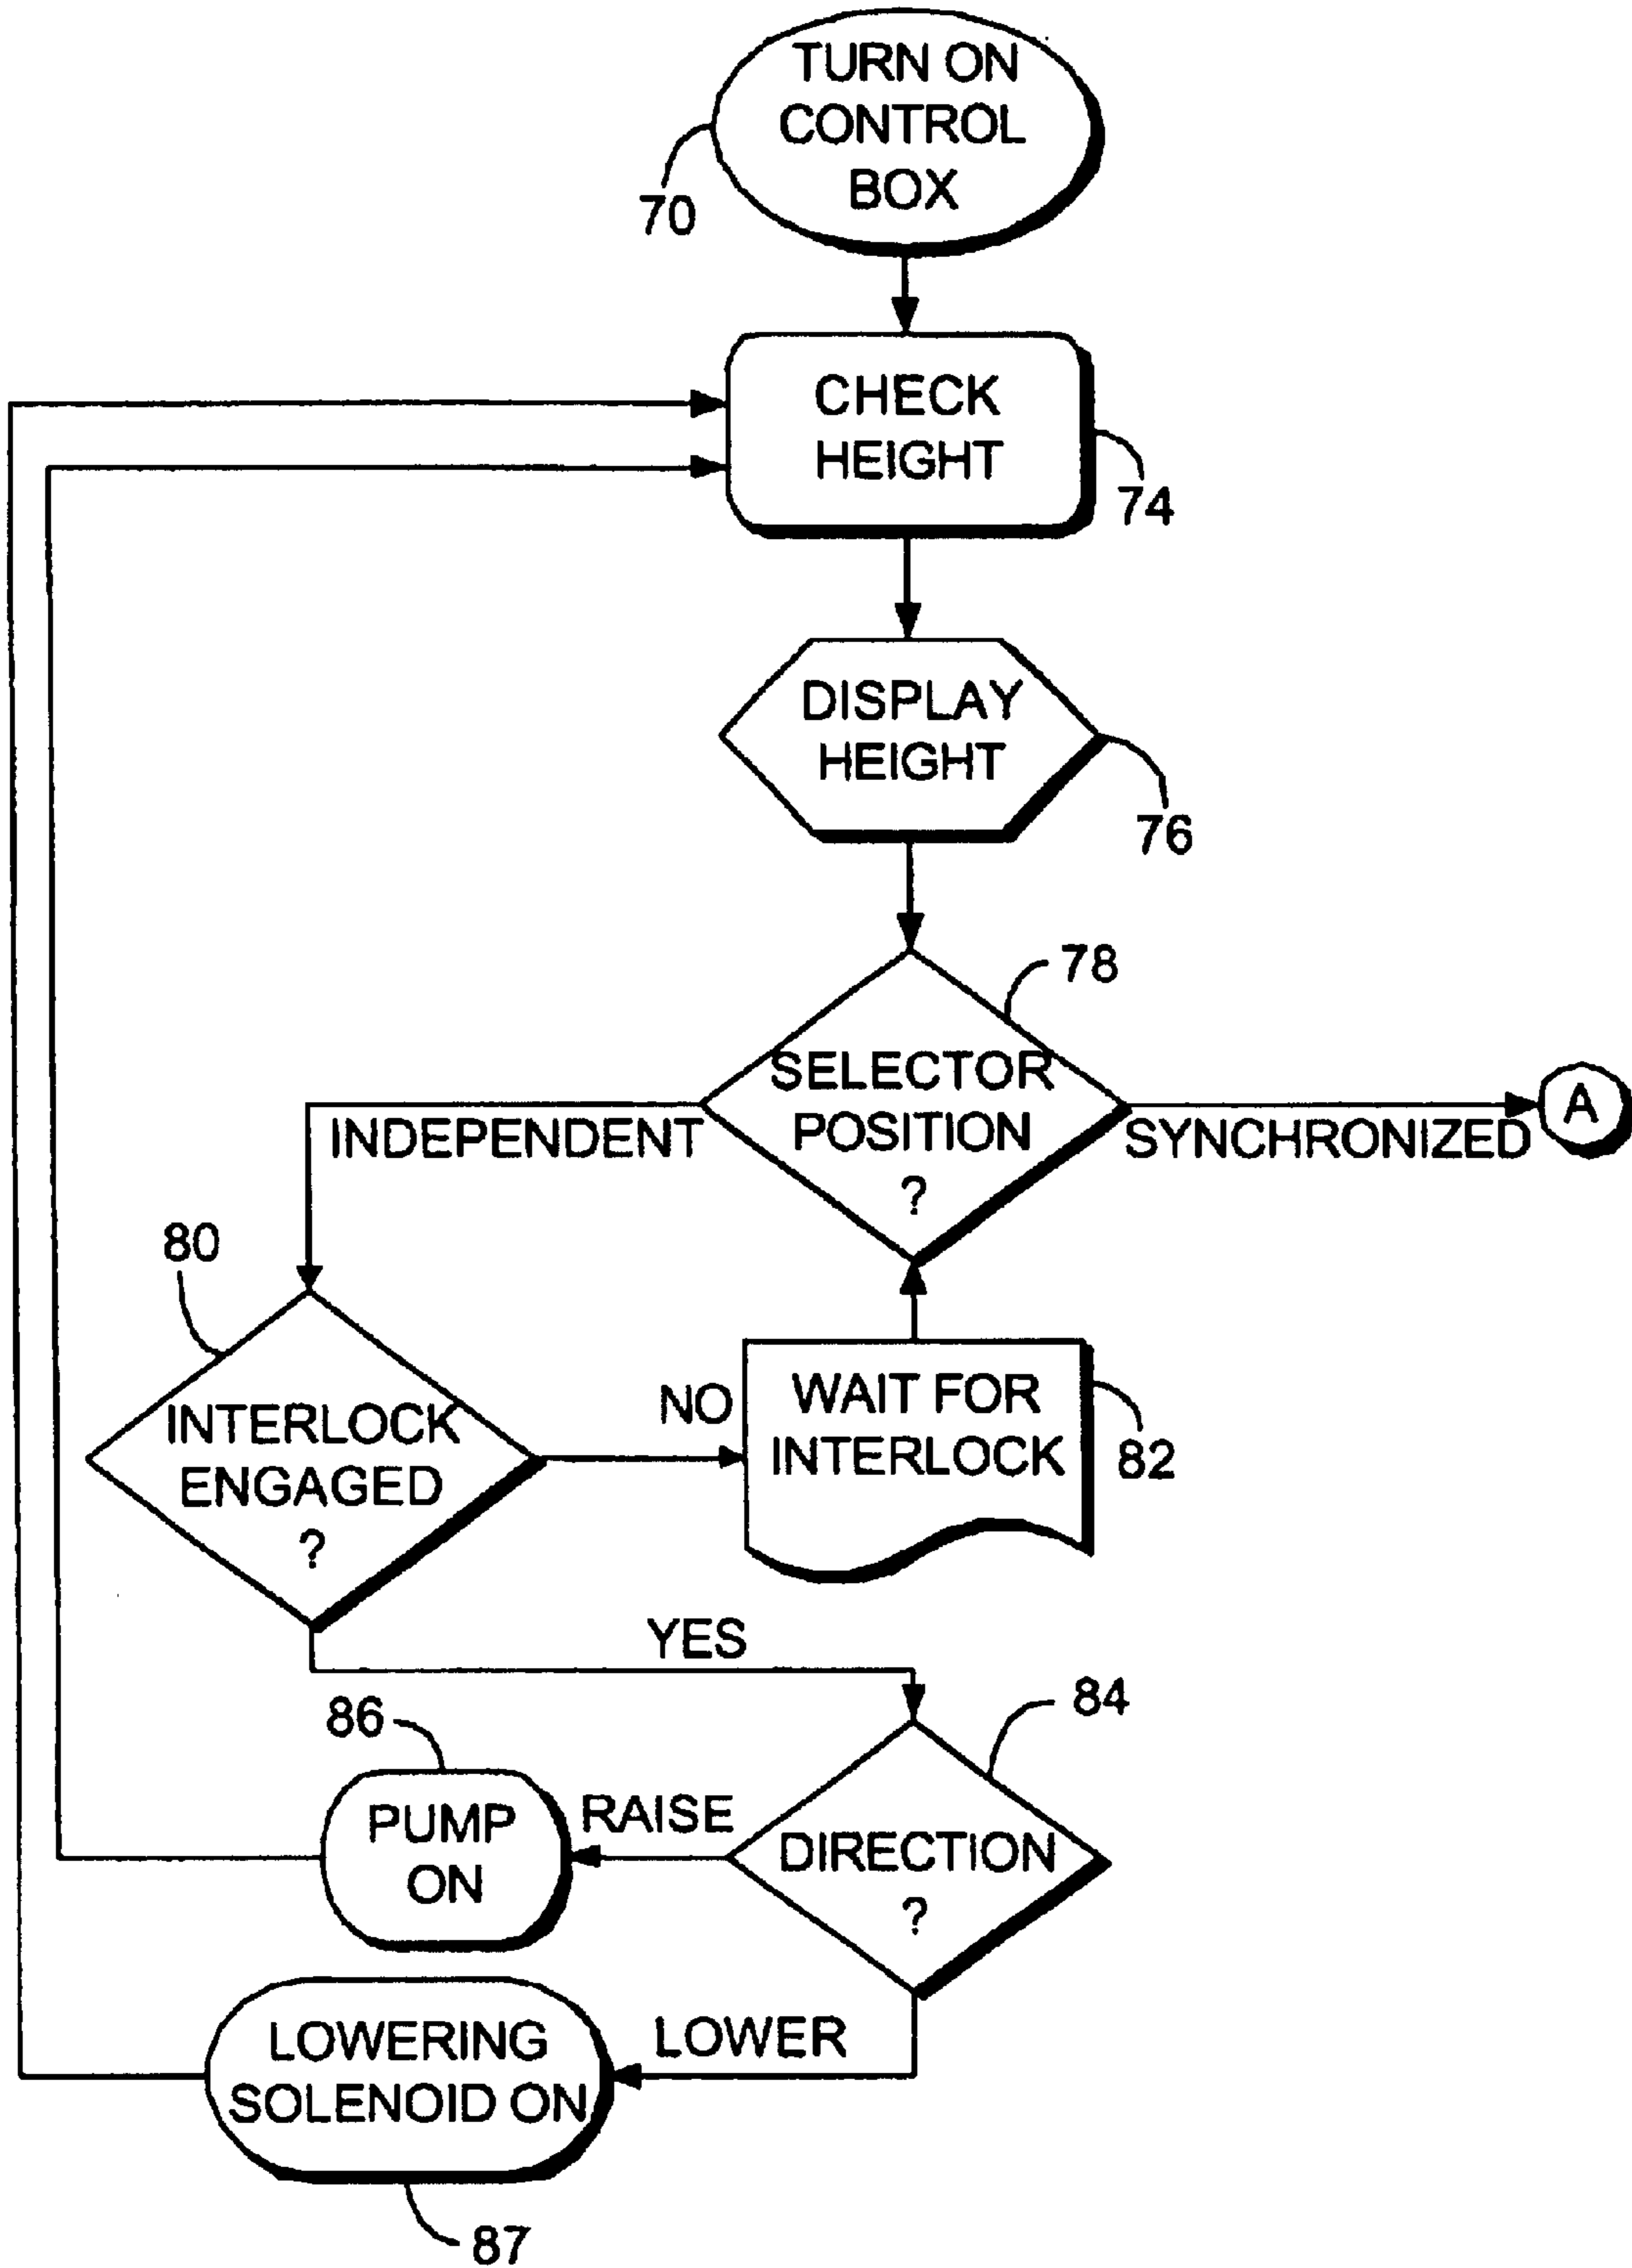 TURN ON
CONTROL
BOX
70
CHECK
HEIGHT
74
DISPLAY
HEIGHT
76
78
SELECTOR
POSITION
?
INDEPENDENT
SYNCHRONIZED
A
80
INTERLOCK
ENGAGED
?
NO
WAIT FOR
INTERLOCK
82
YES
84
DIRECTION
?
86
RAISE
PUMP
ON
LOWER
LOWERING
SOLENOID ON
87